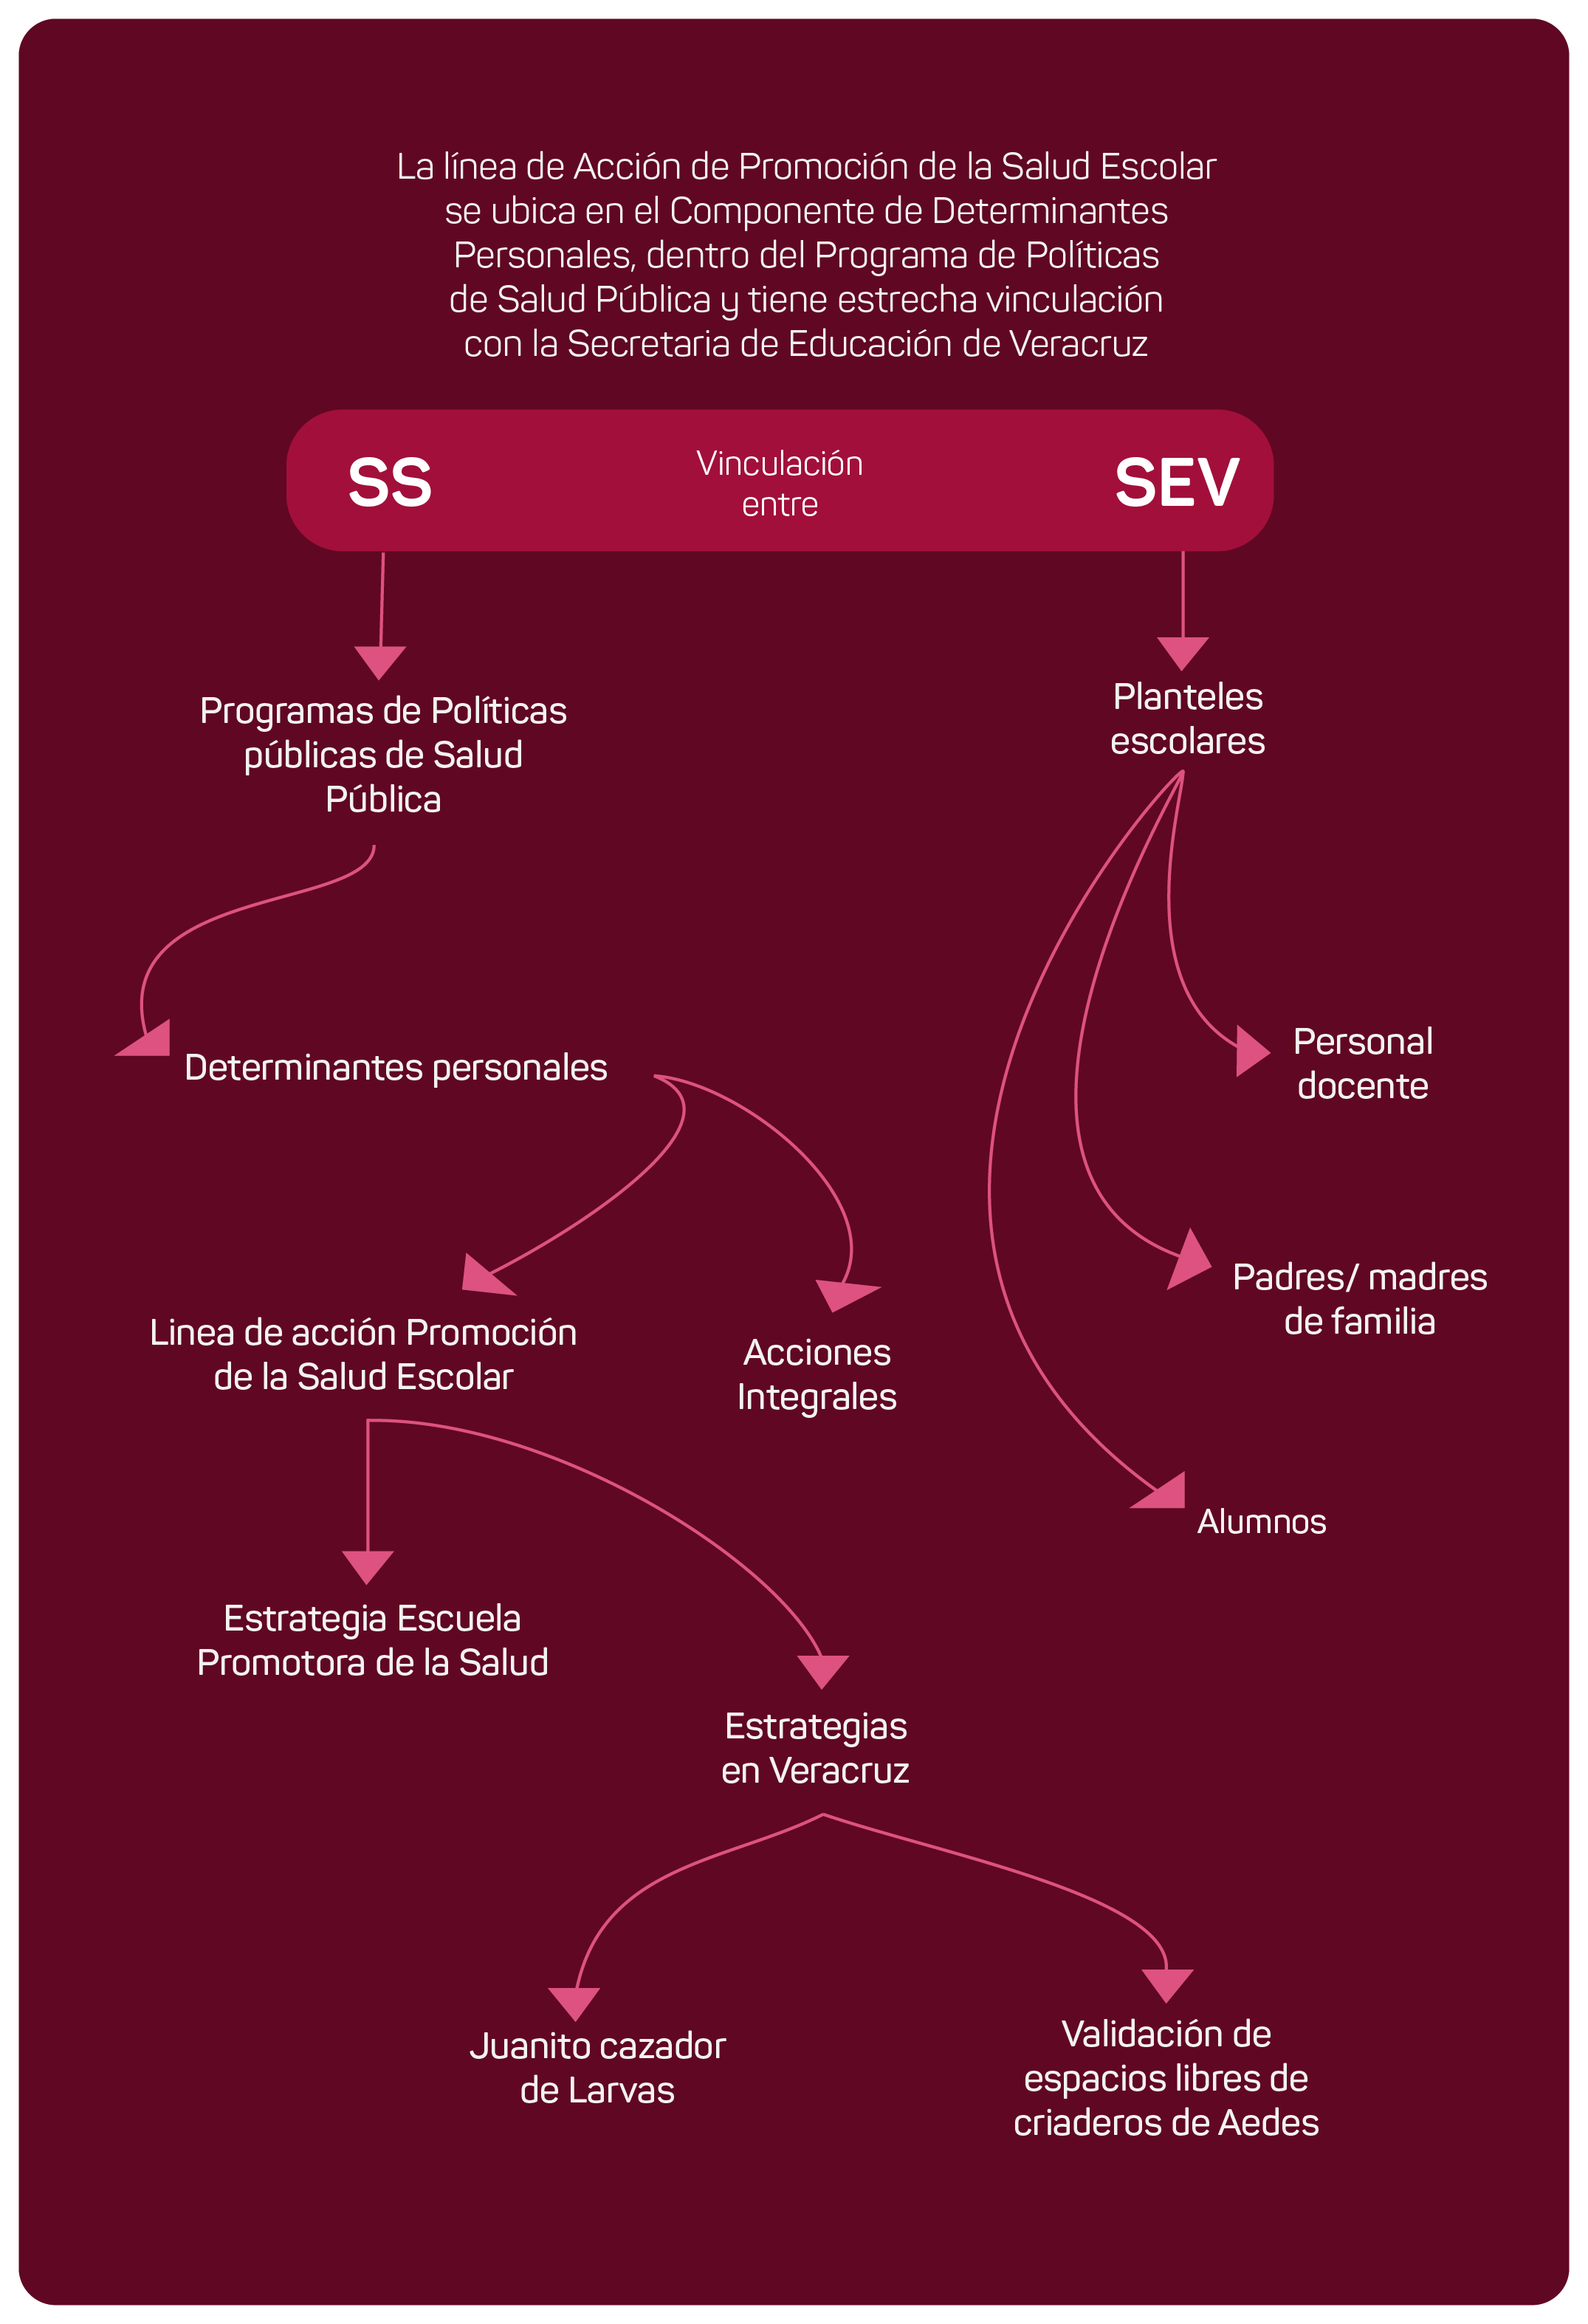 La línea de Acción de Promoción de la Salud Escolar
se ubica en el Componente de Determinantes
Personales, dentro del Programa de Políticas
de Salud Pública y tiene estrecha vinculación
con la Secretaria de Educación de Veracruz
SS
Vinculación
entre
SEV
Programas de Políticas
públicas de Salud
Pública
Planteles
escolares
Determinantes personales
Personal
docente
Padres/ madres
de familia
Linea de acción Promoción
de la Salud Escolar
Acciones
Integrales
Alumnos
Estrategia Escuela
Promotora de la Salud
Estrategias
en Veracruz
Juanito cazador
de Larvas
Validación de
espacios libres de
criaderos de Aedes